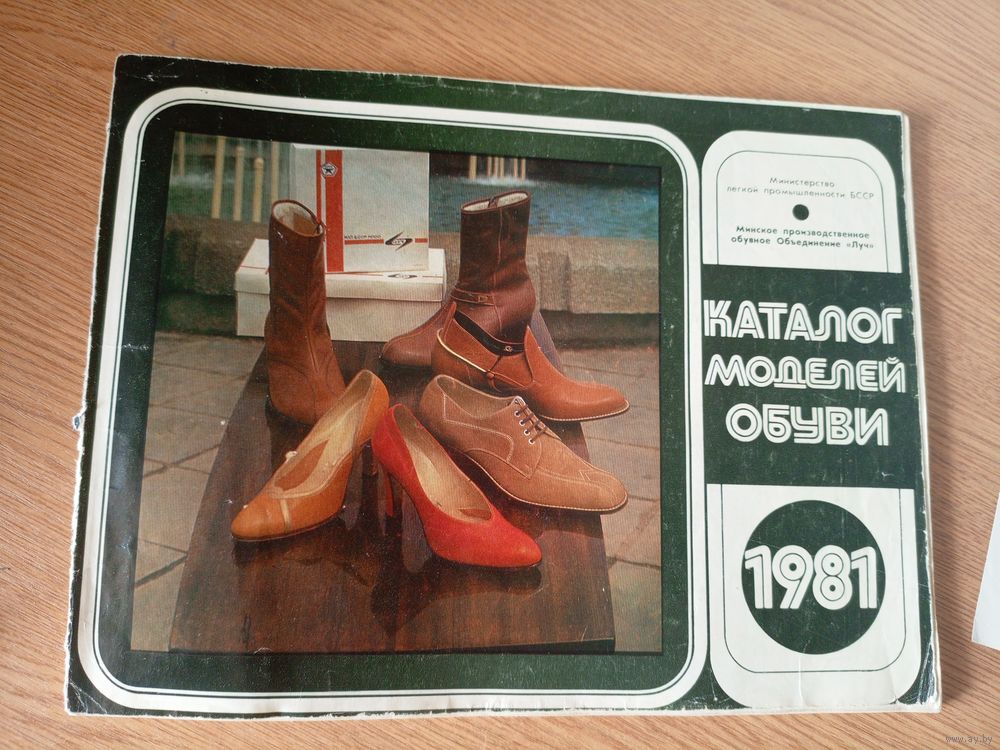 Министерство
легкой промышленности БССР
Минское производственное
обувное Объединение «Луч»
КАТАЛОГ
МОДЕЛЕЙ
ОБУВИ
1981
www.ay.by